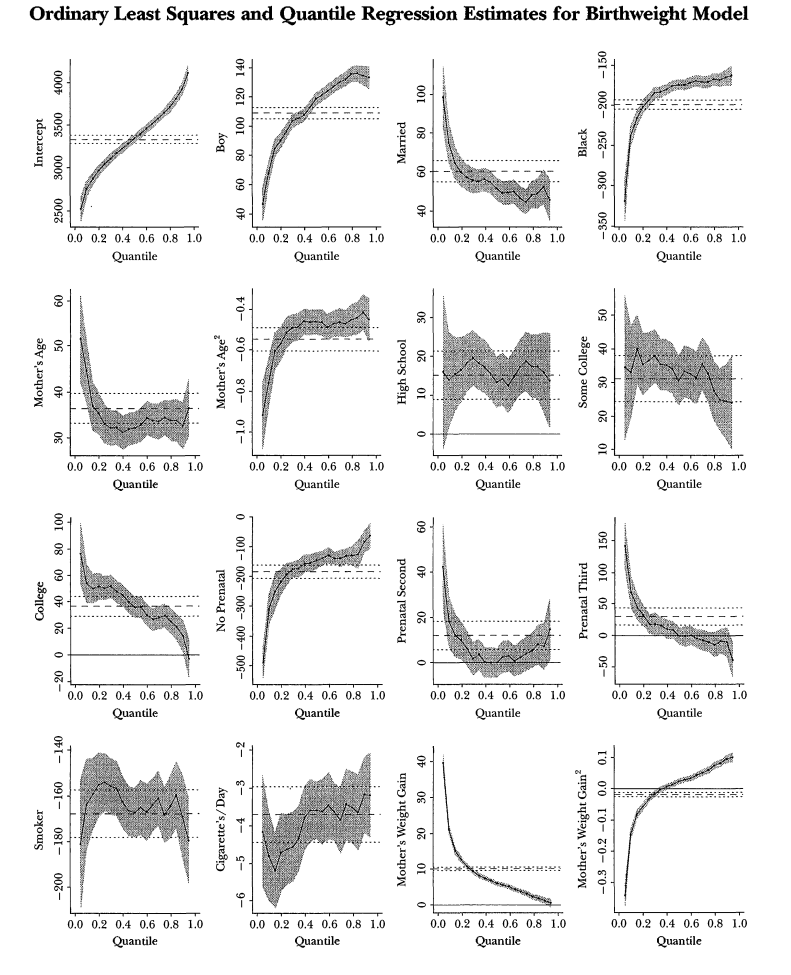 Ordinary Least Squares and Quantile Regression Estimates for Birthweight Model
Intercept
2500 3000 3500 4000
0.0 0.2 0.4 0.6 0.8 1.0
Quantile
Boy
40 60 80 100 120 140
0.0 0.2 0.4 0.6 0.8 1.0
Quantile
Married
40 60 80 100
0.0 0.2 0.4 0.6 0.8 1.0
Quantile
Black
−350 −300 −250 −200 −150
0.0 0.2 0.4 0.6 0.8 1.0
Quantile
Mother's Age
30 40 50 60
0.0 0.2 0.4 0.6 0.8 1.0
Quantile
Mother's Age²
−1.0 −0.8 −0.6 −0.4
0.0 0.2 0.4 0.6 0.8 1.0
Quantile
High School
0 10 20 30
0.0 0.2 0.4 0.6 0.8 1.0
Quantile
Some College
10 20 30 40 50
0.0 0.2 0.4 0.6 0.8 1.0
Quantile
College
−20 0 20 40 60 80 100
0.0 0.2 0.4 0.6 0.8 1.0
Quantile
No Prenatal
−500 −400 −300 −200 −100 0
0.0 0.2 0.4 0.6 0.8 1.0
Quantile
Prenatal Second
0 20 40 60
0.0 0.2 0.4 0.6 0.8 1.0
Quantile
Prenatal Third
−50 0 50 100 150
0.0 0.2 0.4 0.6 0.8 1.0
Quantile
Smoker
−200 −180 −160 −140
0.0 0.2 0.4 0.6 0.8 1.0
Quantile
Cigarette's/Day
−6 −5 −4 −3 −2
0.0 0.2 0.4 0.6 0.8 1.0
Quantile
Mother's Weight Gain
0 10 20 30 40
0.0 0.2 0.4 0.6 0.8 1.0
Quantile
Mother's Weight Gain²
−0.3 −0.2 −0.1 0.0 0.1
0.0 0.2 0.4 0.6 0.8 1.0
Quantile